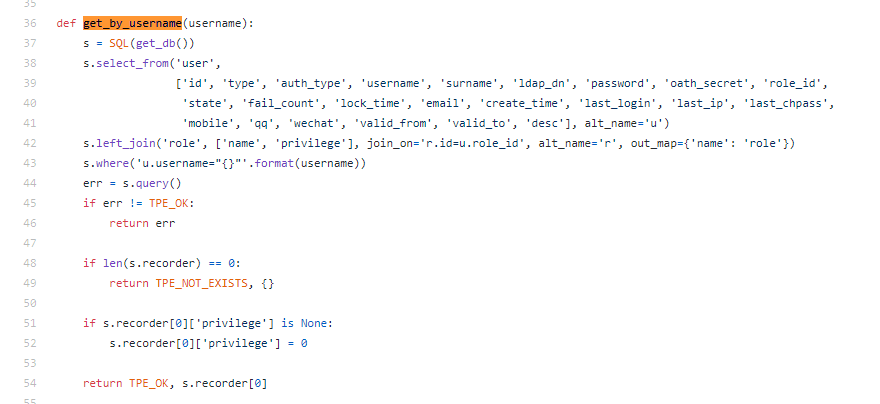 35
36 def get_by_username(username):
37     s = SQL(get_db())
38     s.select_from('user',
39                   ['id', 'type', 'auth_type', 'username', 'surname', 'ldap_dn', 'password', 'oath_secret', 'role_id',
40                    'state', 'fail_count', 'lock_time', 'email', 'create_time', 'last_login', 'last_ip', 'last_chpass',
41                    'mobile', 'qq', 'wechat', 'valid_from', 'valid_to', 'desc'], alt_name='u')
42     s.left_join('role', ['name', 'privilege'], join_on='r.id=u.role_id', alt_name='r', out_map={'name': 'role'})
43     s.where('u.username="{}"'.format(username))
44     err = s.query()
45     if err != TPE_OK:
46         return err
47
48     if len(s.recorder) == 0:
49         return TPE_NOT_EXISTS, {}
50
51     if s.recorder[0]['privilege'] is None:
52         s.recorder[0]['privilege'] = 0
53
54     return TPE_OK, s.recorder[0]
55